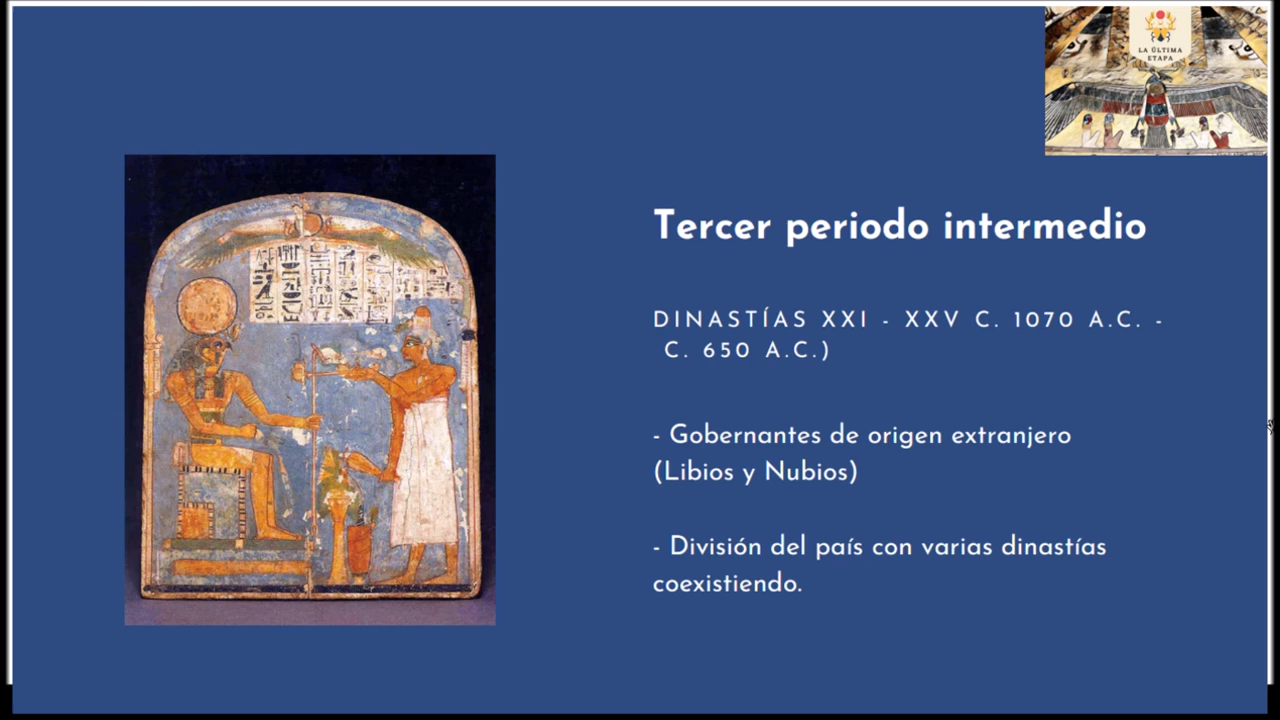 LA ÚLTIMA
ETAPA
Tercer periodo intermedio
DINASTÍAS XXI - XXV C. 1070 A.C. -
C. 650 A.C.)
- Gobernantes de origen extranjero
(Libios y Nubios)
- División del país con varias dinastías
coexistiendo.